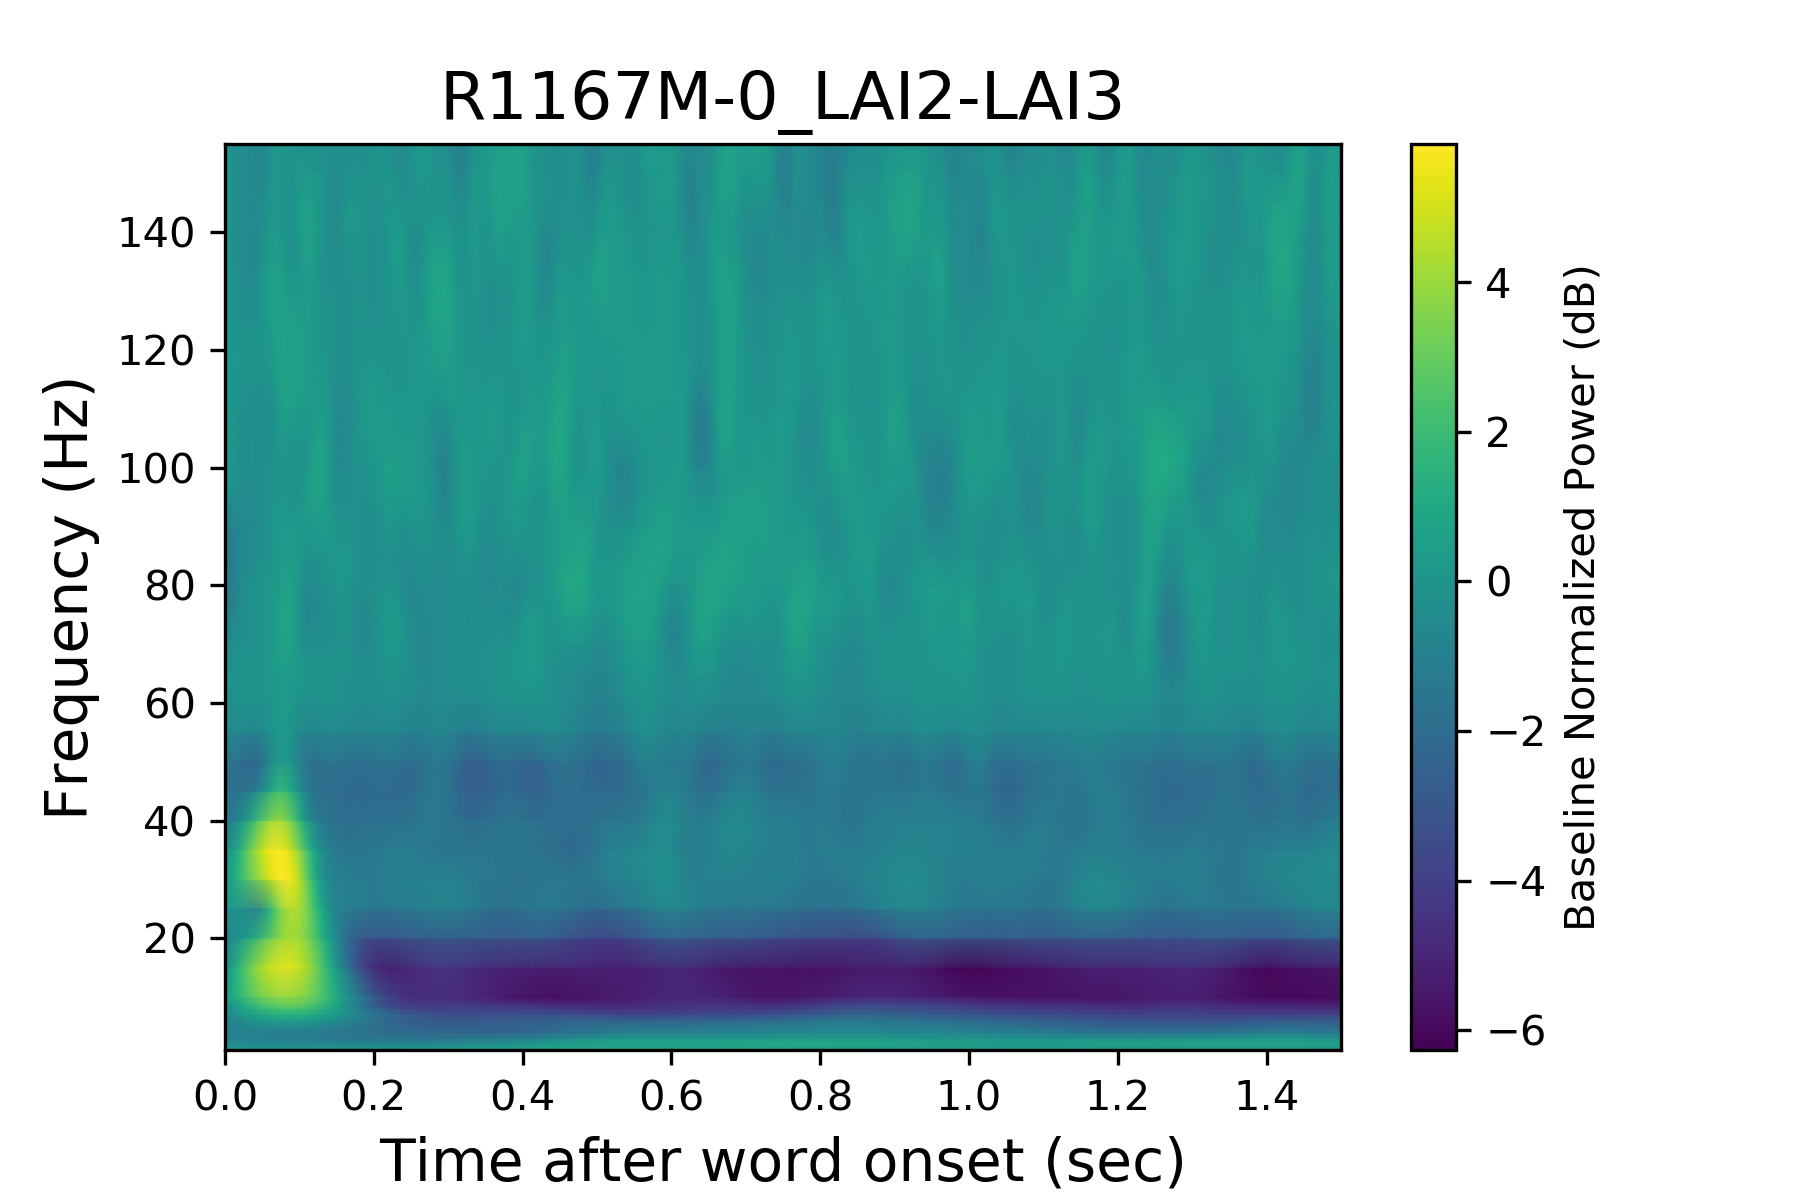 R1167M-0_LAI2-LAI3
Frequency (Hz)
140
120
100
80
60
40
20
0.0 0.2 0.4 0.6 0.8 1.0 1.2 1.4
Time after word onset (sec)
4
2
0
−2
−4
−6
Baseline Normalized Power (dB)